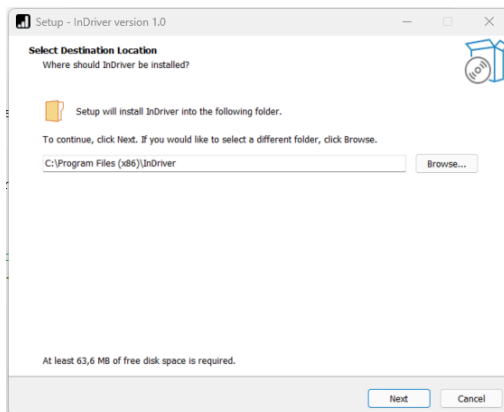 Setup - InDriver version 1.0
Select Destination Location
Where should InDriver be installed?
Setup will install InDriver into the following folder.
To continue, click Next. If you would like to select a different folder, click Browse.
C:\Program Files (x86)\InDriver
Browse...
At least 63,6 MB of free disk space is required.
Next
Cancel